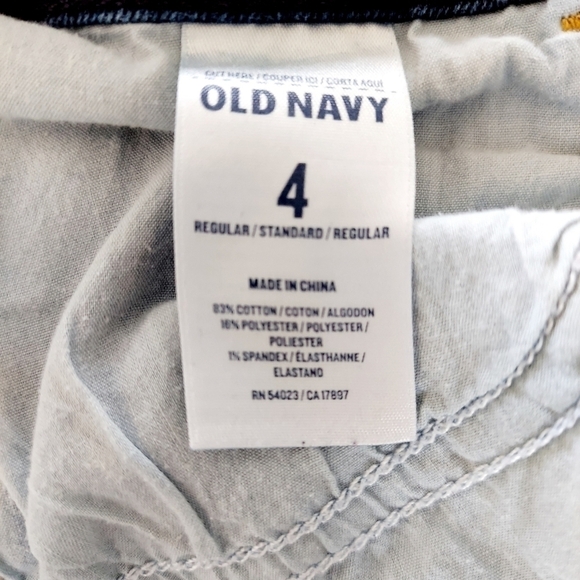 CUT HERE / COUPER ICI / CORTA AQUI
OLD NAVY
4
REGULAR / STANDARD / REGULAR
MADE IN CHINA
83% COTTON / COTON / ALGODON
16% POLYESTER / POLYESTER /
POLIESTER
1% SPANDEX / ÉLASTHANNE /
ELASTANO
RN 54023 / CA 17897